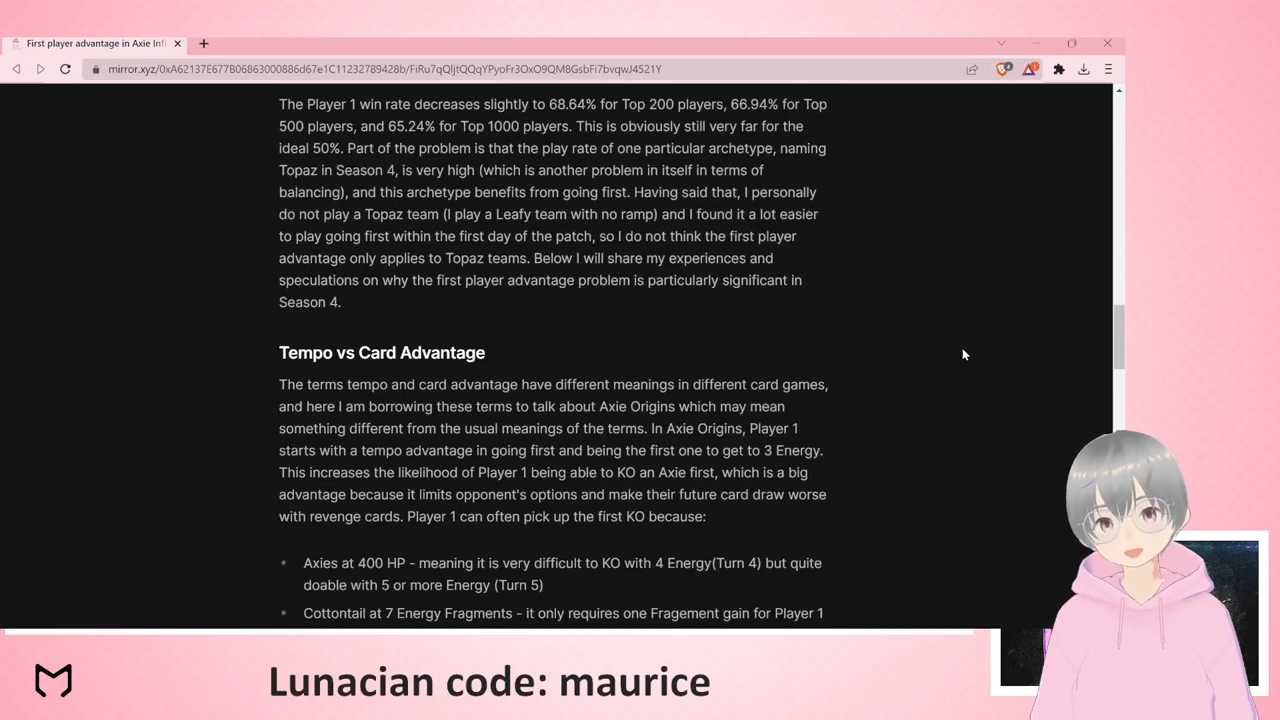 First player advantage in Axie Infi
mirror.xyz/0xA62137E677B06863000886d67e1C11232789428b/FiRu7qQljtQQqYPyoFr3OxO9QM8GsbFi7bvqwJ4521Y
The Player 1 win rate decreases slightly to 68.64% for Top 200 players, 66.94% for Top
500 players, and 65.24% for Top 1000 players. This is obviously still very far for the
ideal 50%. Part of the problem is that the play rate of one particular archetype, naming
Topaz in Season 4, is very high (which is another problem in itself in terms of
balancing), and this archetype benefits from going first. Having said that, I personally
do not play a Topaz team (I play a Leafy team with no ramp) and I found it a lot easier
to play going first within the first day of the patch, so I do not think the first player
advantage only applies to Topaz teams. Below I will share my experiences and
speculations on why the first player advantage problem is particularly significant in
Season 4.
Tempo vs Card Advantage
The terms tempo and card advantage have different meanings in different card games,
and here I am borrowing these terms to talk about Axie Origins which may mean
something different from the usual meanings of the terms. In Axie Origins, Player 1
starts with a tempo advantage in going first and being the first one to get to 3 Energy.
This increases the likelihood of Player 1 being able to KO an Axie first, which is a big
advantage because it limits opponent's options and make their future card draw worse
with revenge cards. Player 1 can often pick up the first KO because:
Axies at 400 HP - meaning it is very difficult to KO with 4 Energy(Turn 4) but quite
doable with 5 or more Energy (Turn 5)
Cottontail at 7 Energy Fragments - it only requires one Fragement gain for Player 1
Lunacian code: maurice